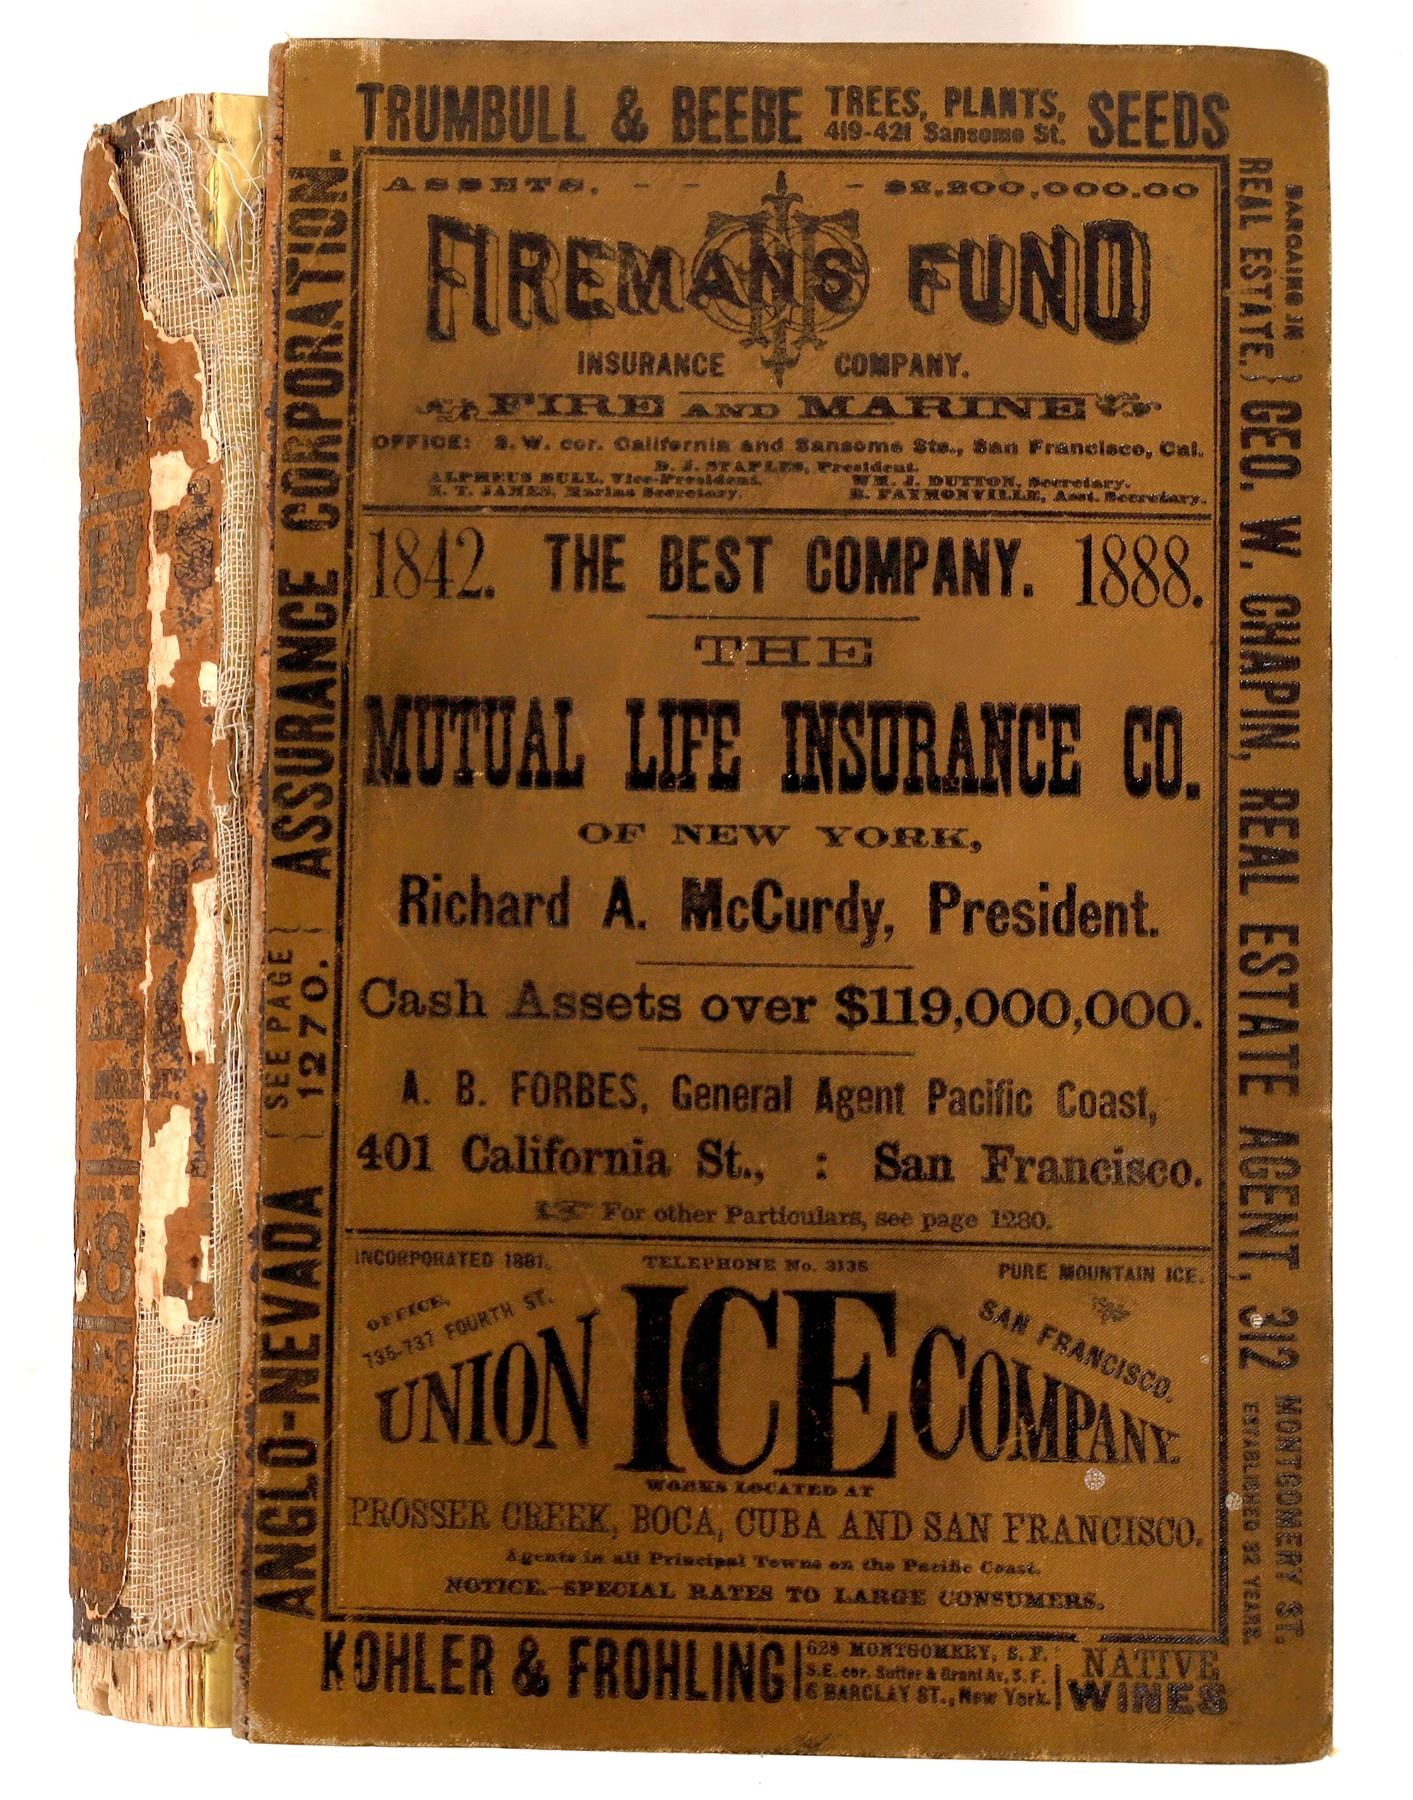 TRUMBULL & BEEBE TREES, PLANTS, SEEDS
419-421 Sansome St.
ASSETS, - - - $2,200,000.00
FIREMANS FUND
INSURANCE COMPANY.
FIRE AND MARINE
OFFICE: S. W. cor. California and Sansome Sts., San Francisco, Cal.
D. J. STAPLES, President.
ALPHEUS BULL, Vice-President. WM. J. DUTTON, Secretary.
E. T. JAMES, Marine Secretary. B. FAYMONVILLE, Asst. Secretary.
1842. THE BEST COMPANY. 1888.
THE
MUTUAL LIFE INSURANCE CO.
OF NEW YORK,
Richard A. McCurdy, President.
Cash Assets over $119,000,000.
A. B. FORBES, General Agent Pacific Coast,
401 California St., : San Francisco.
For other Particulars, see page 1280.
INCORPORATED 1881. TELEPHONE No. 3135 PURE MOUNTAIN ICE.
OFFICE,
735-737 FOURTH ST. SAN FRANCISCO.
UNION ICE COMPANY.
WORKS LOCATED AT
PROSSER CREEK, BOCA, CUBA AND SAN FRANCISCO.
Agents in all Principal Towns on the Pacific Coast.
NOTICE.-SPECIAL RATES TO LARGE CONSUMERS.
KOHLER & FROHLING 628 MONTGOMERY, S. F. NATIVE
S.E. cor. Sutter & Grant Av, S. F.
6 BARCLAY ST., New York. WINES
ANGLO-NEVADA {SEE PAGE 1270.} ASSURANCE CORPORATION.
BARGAINS IN
REAL ESTATE,} GEO. W. CHAPIN, REAL ESTATE AGENT, 312 MONTGOMERY ST.
ESTABLISHED 32 YEARS.